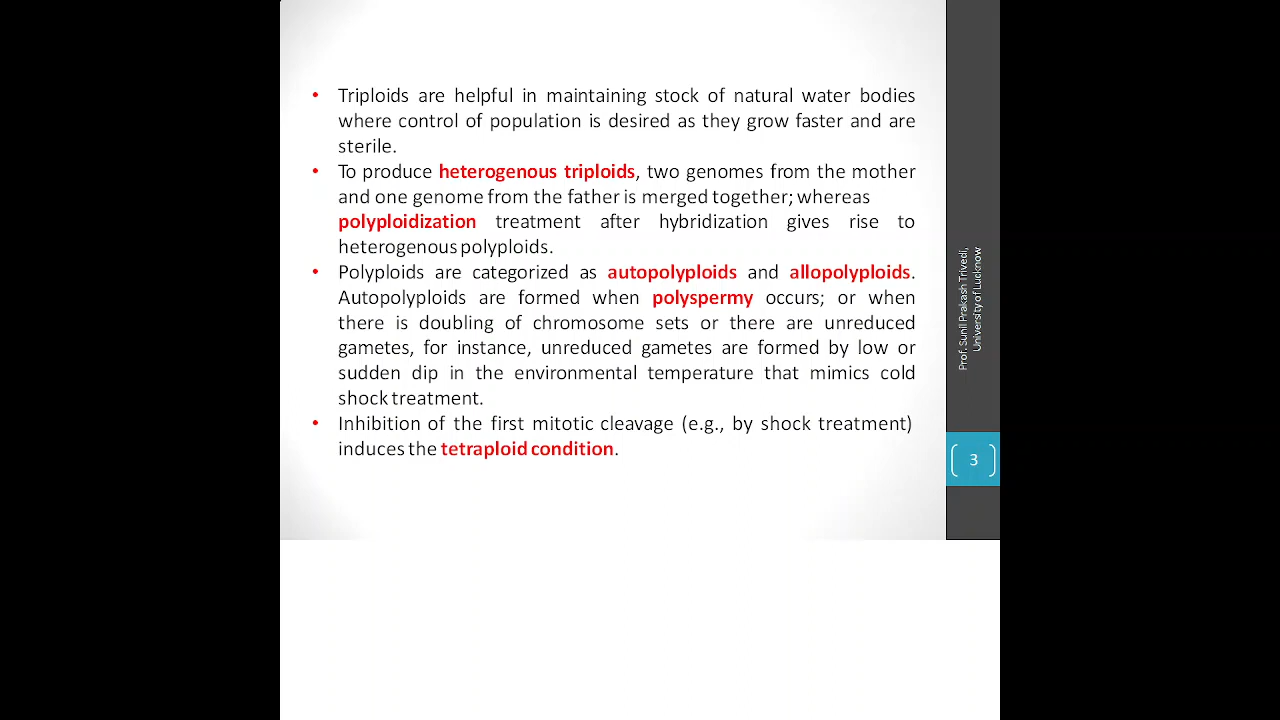 • Triploids are helpful in maintaining stock of natural water bodies
where control of population is desired as they grow faster and are
sterile.
• To produce heterogenous triploids, two genomes from the mother
and one genome from the father is merged together; whereas
polyploidization treatment after hybridization gives rise to
heterogenous polyploids.
• Polyploids are categorized as autopolyploids and allopolyploids.
Autopolyploids are formed when polyspermy occurs; or when
there is doubling of chromosome sets or there are unreduced
gametes, for instance, unreduced gametes are formed by low or
sudden dip in the environmental temperature that mimics cold
shock treatment.
• Inhibition of the first mitotic cleavage (e.g., by shock treatment)
induces the tetraploid condition.
Prof. Sunil Prakash Trivedi,
University of Lucknow
3